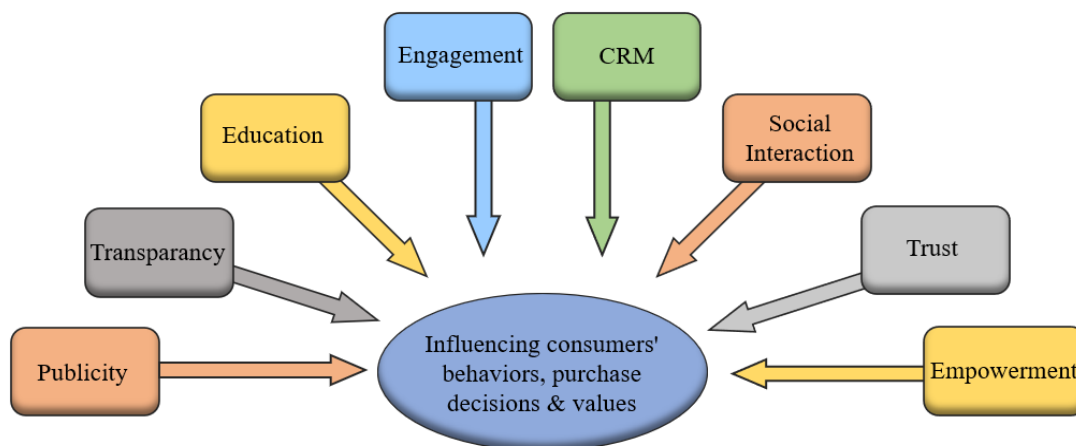 Engagement
CRM
Education
Social
Interaction
Transparancy
Trust
Publicity
Influencing consumers'
behaviors, purchase
decisions & values
Empowerment